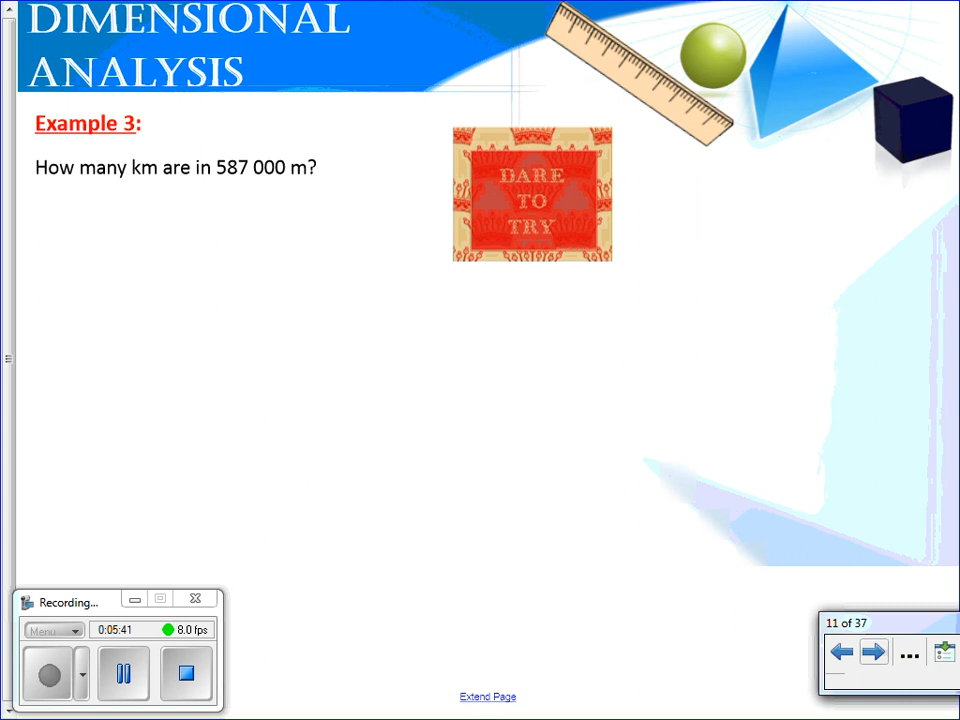 DIMENSIONAL
ANALYSIS
Example 3:
How many km are in 587 000 m?
DARE
TO
TRY
Recording...
Menu
0:05:41
8.0 fps
11 of 37
...
Extend Page